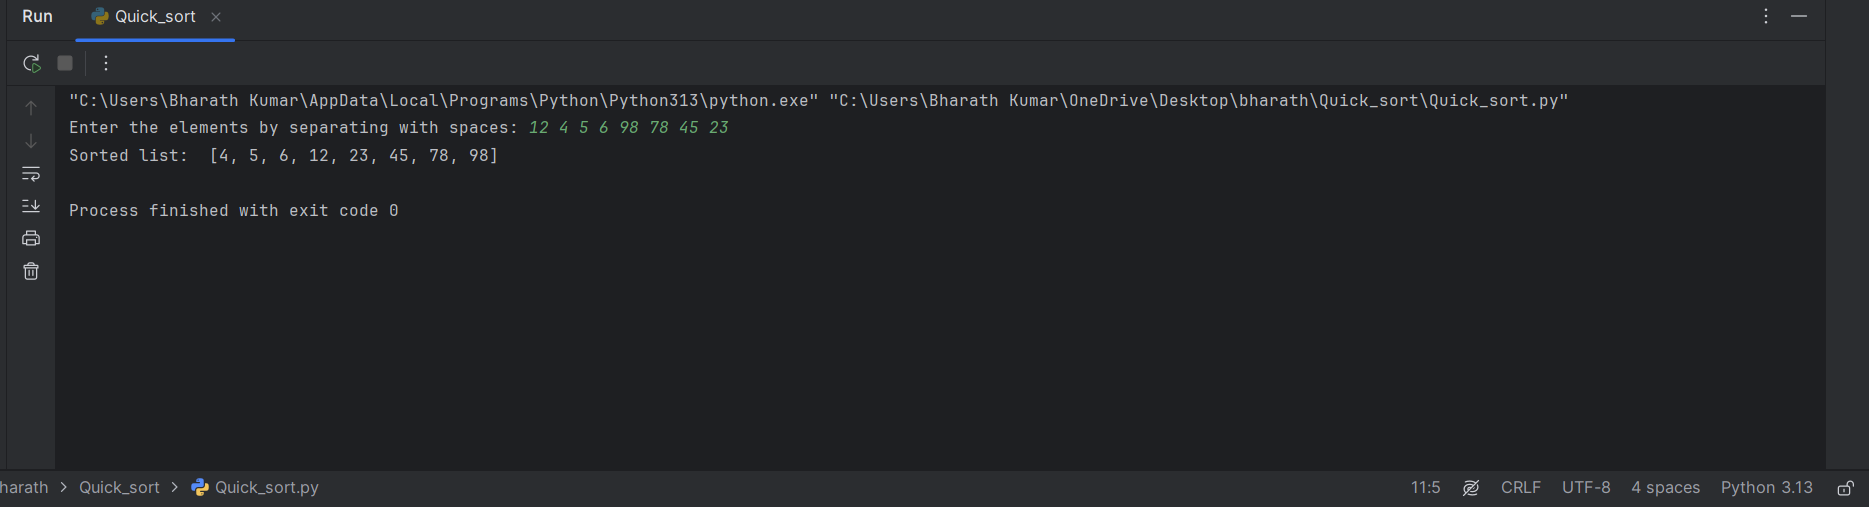 Run Quick_sort
"C:\Users\Bharath Kumar\AppData\Local\Programs\Python\Python313\python.exe" "C:\Users\Bharath Kumar\OneDrive\Desktop\bharath\Quick_sort\Quick_sort.py"
Enter the elements by separating with spaces: 12 4 5 6 98 78 45 23
Sorted list:  [4, 5, 6, 12, 23, 45, 78, 98]
Process finished with exit code 0
harath > Quick_sort > Quick_sort.py 11:5 CRLF UTF-8 4 spaces Python 3.13